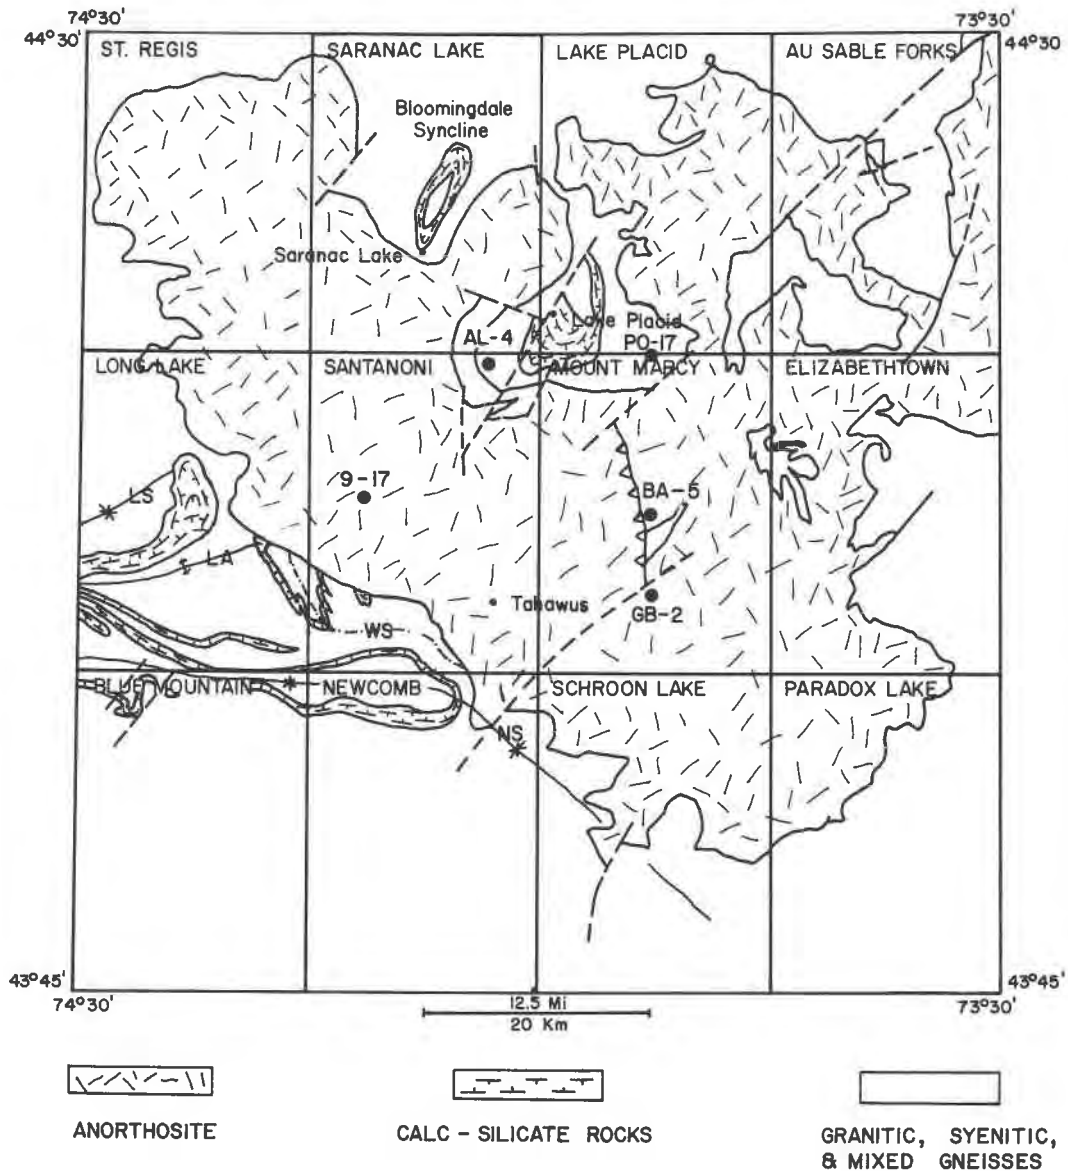 74°30'
73°30'
44°30'
44°30
ST. REGIS
SARANAC LAKE
LAKE PLACID
AU SABLE FORKS
Bloomingdale
Syncline
Saranac Lake
Lake Placid
AL-4
PO-17
LONG LAKE
SANTANONI
MOUNT MARCY
ELIZABETHTOWN
9-17
LS
BA-5
LA
Tahawus
GB-2
WS
BLUE MOUNTAIN
NEWCOMB
SCHROON LAKE
PARADOX LAKE
NS
43°45'
43°45'
74°30'
12.5 Mi
73°30'
20 Km
ANORTHOSITE
CALC - SILICATE ROCKS
GRANITIC, SYENITIC,
& MIXED GNEISSES